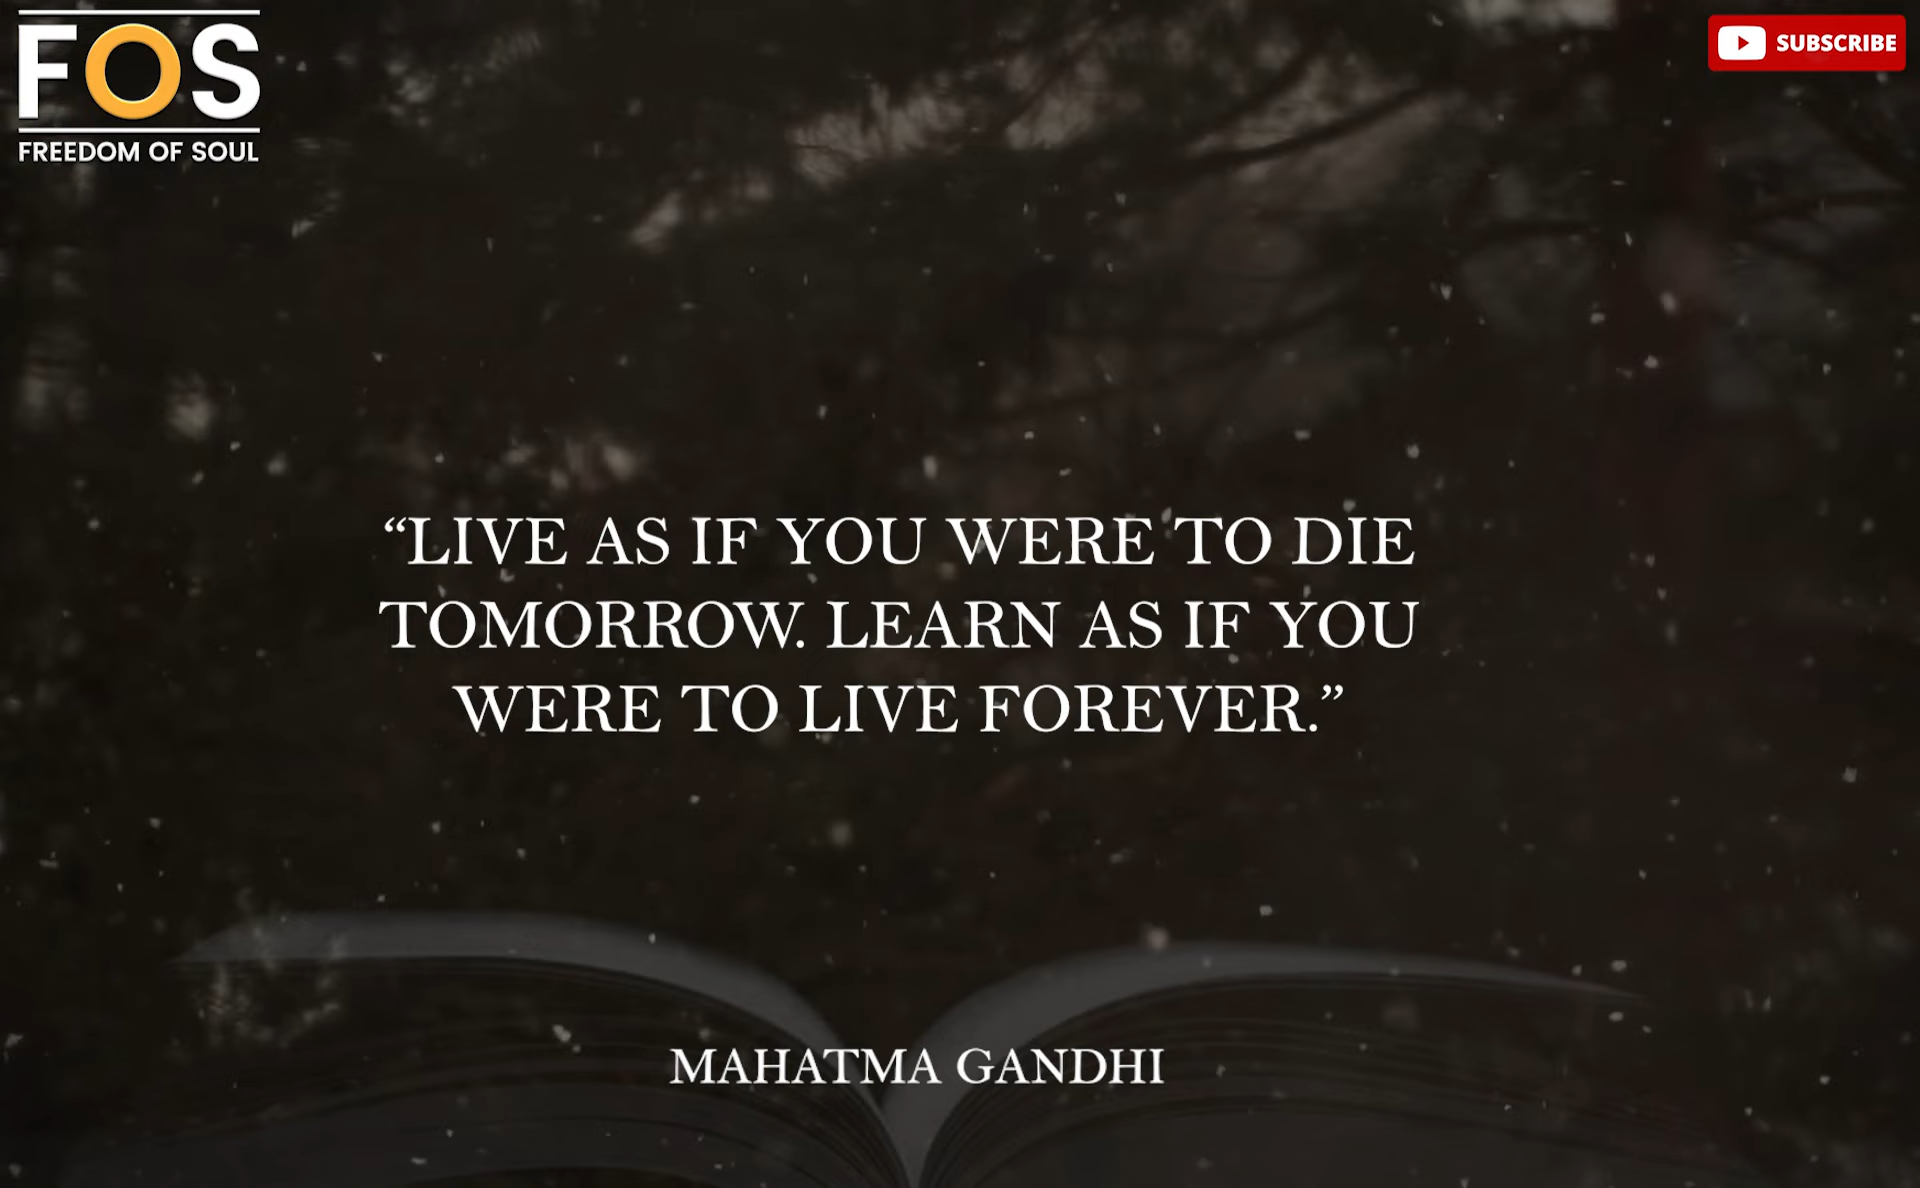 FOS
FREEDOM OF SOUL
SUBSCRIBE
“LIVE AS IF YOU WERE TO DIE
TOMORROW. LEARN AS IF YOU
WERE TO LIVE FOREVER.”
MAHATMA GANDHI